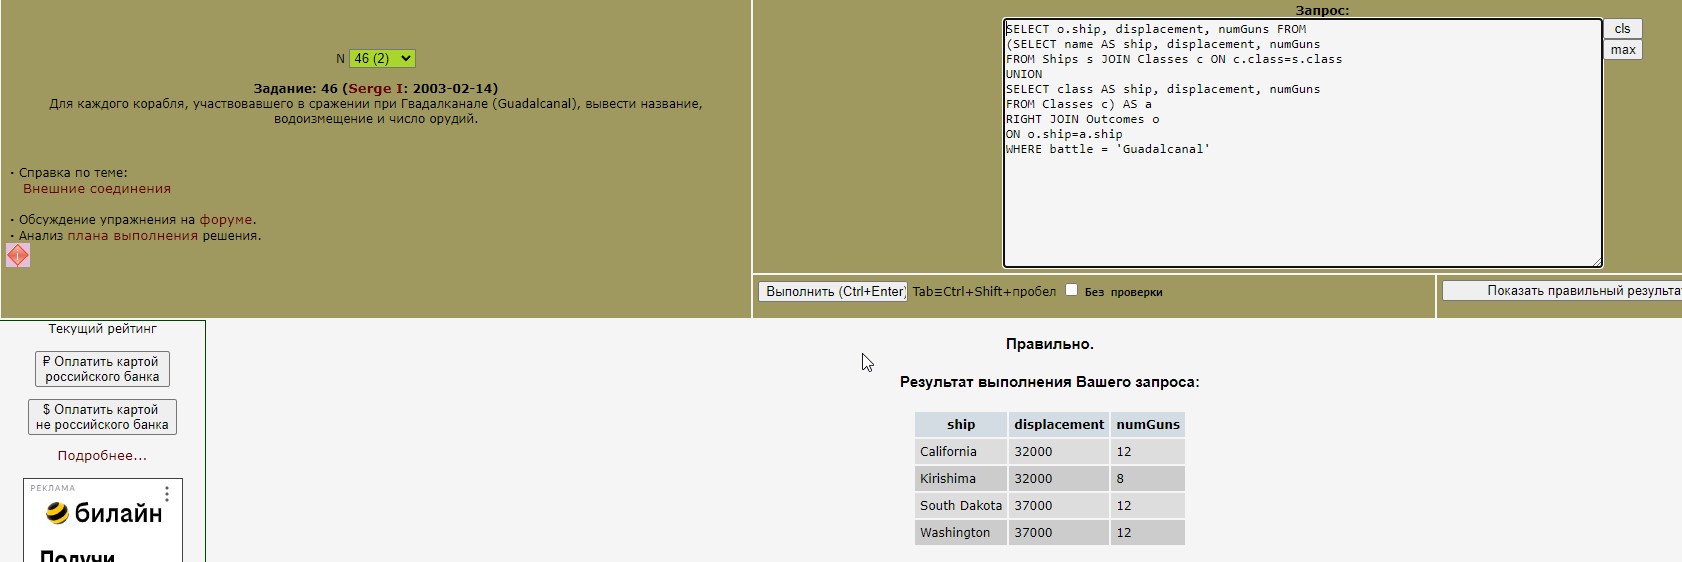 N 46 (2)
Задание: 46 (Serge I: 2003-02-14)
Для каждого корабля, участвовавшего в сражении при Гвадалканале (Guadalcanal), вывести название,
водоизмещение и число орудий.
· Справка по теме:
Внешние соединения
· Обсуждение упражнения на форуме.
· Анализ плана выполнения решения.
Запрос:
SELECT o.ship, displacement, numGuns FROM
(SELECT name AS ship, displacement, numGuns
FROM Ships s JOIN Classes c ON c.class=s.class
UNION
SELECT class AS ship, displacement, numGuns
FROM Classes c) AS a
RIGHT JOIN Outcomes o
ON o.ship=a.ship
WHERE battle = 'Guadalcanal'
cls
max
Выполнить (Ctrl+Enter) Tab≡Ctrl+Shift+пробел Без проверки
Показать правильный результа
Текущий рейтинг
₽ Оплатить картой
российского банка
$ Оплатить картой
не российского банка
Подробнее...
РЕКЛАМА
билайн
Получи
Правильно.
Результат выполнения Вашего запроса:
ship displacement numGuns
California 32000 12
Kirishima 32000 8
South Dakota 37000 12
Washington 37000 12